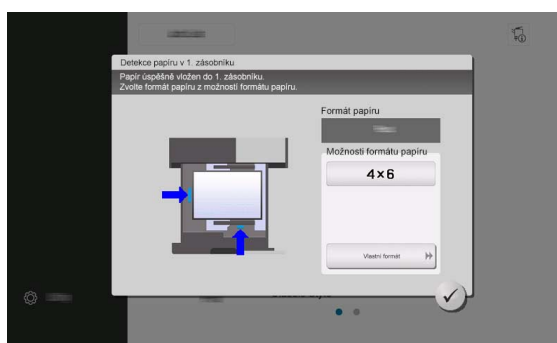 Detekce papíru v 1. zásobníku
Papír úspěšně vložen do 1. zásobníku.
Zvolte formát papíru z možností formátu papíru.
Formát papíru
Možnosti formátu papíru
4×6
Vlastní formát